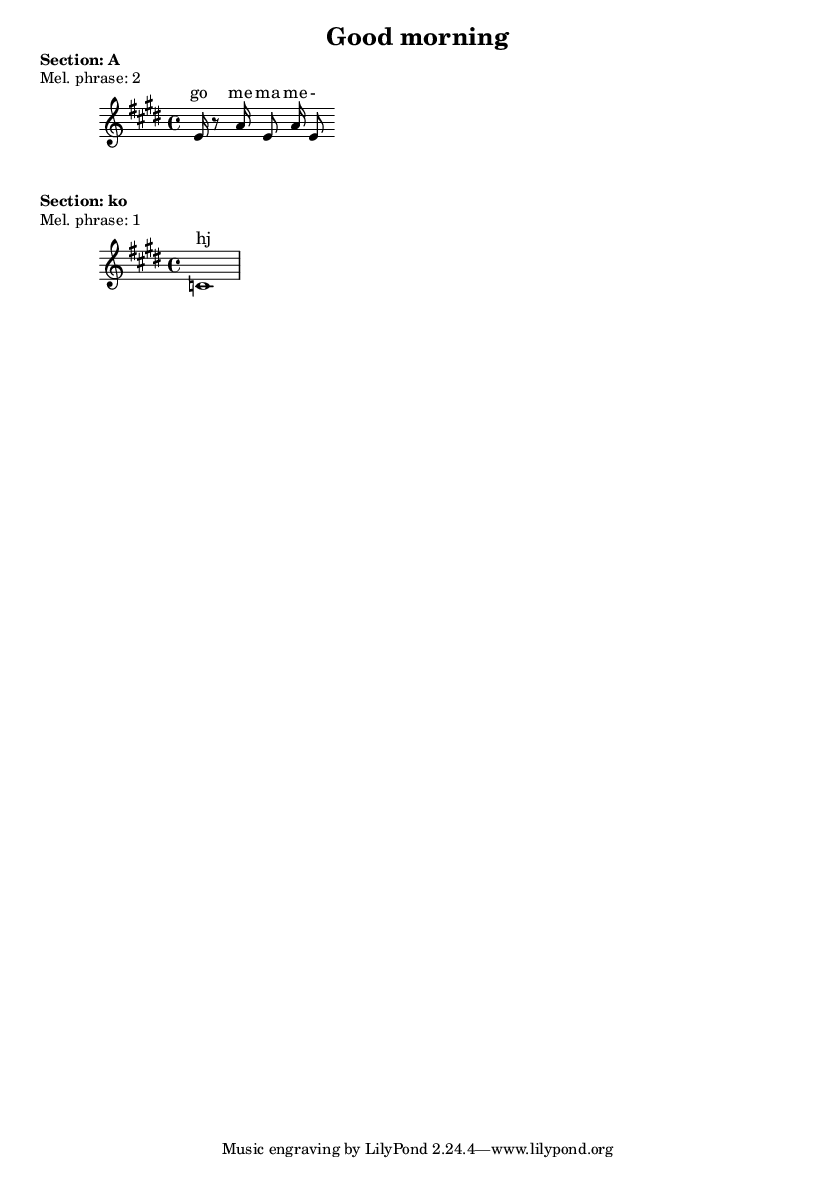 Good morning
Section: A
Mel. phrase: 2
go me ma me -
Section: ko
Mel. phrase: 1
hj
Music engraving by LilyPond 2.24.4—www.lilypond.org